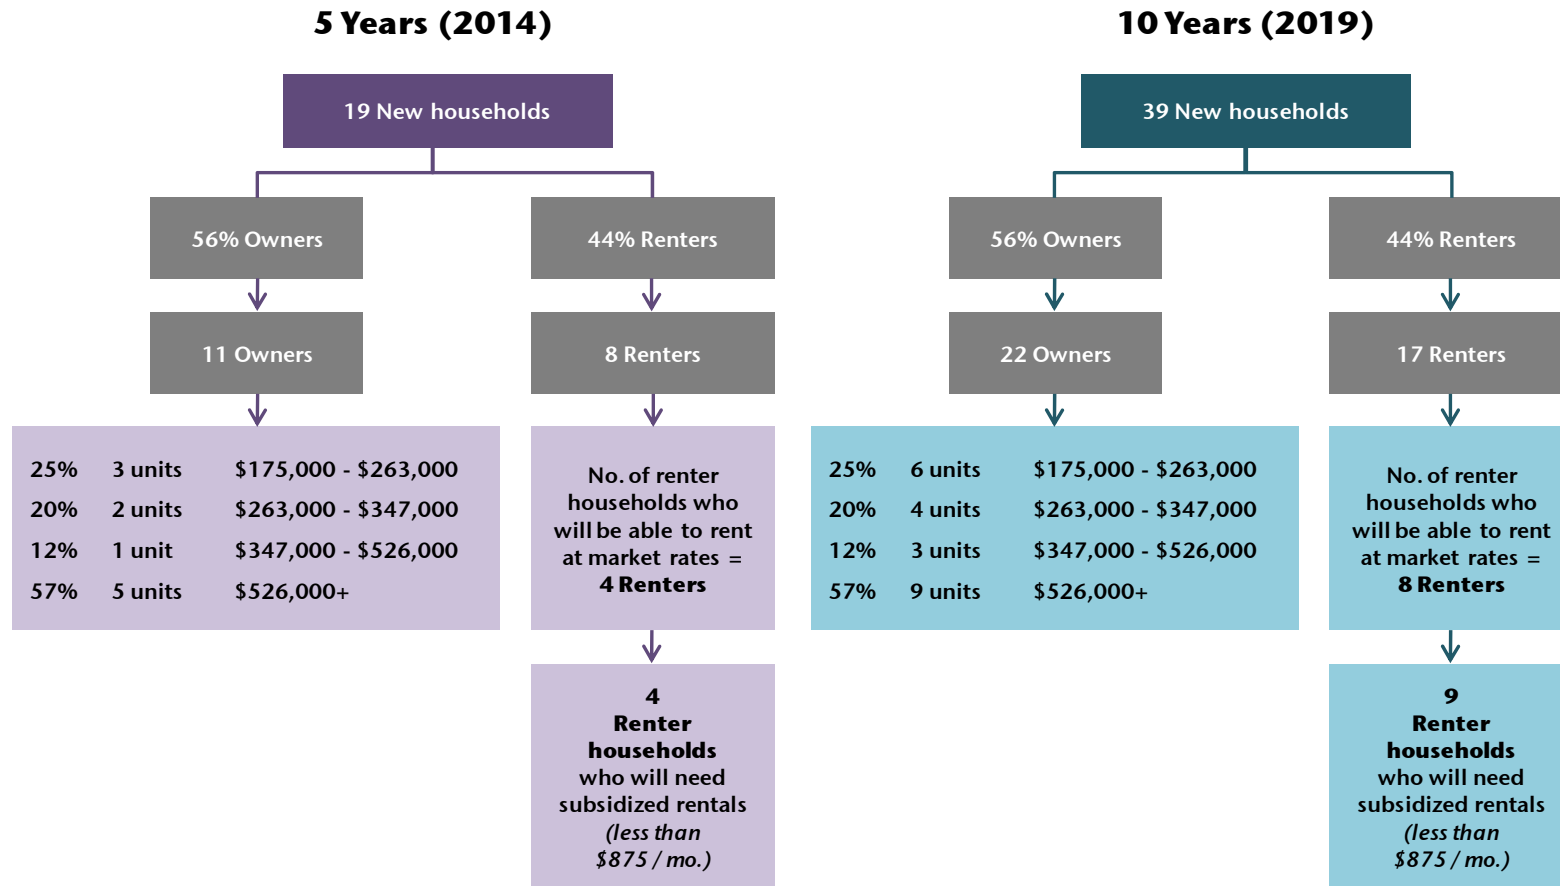 5 Years (2014)
19 New households
56% Owners
44% Renters
11 Owners
8 Renters
25% 3 units $175,000 - $263,000
20% 2 units $263,000 - $347,000
12% 1 unit $347,000 - $526,000
57% 5 units $526,000+
No. of renter
households who
will be able to rent
at market rates =
4 Renters
4
Renter
households
who will need
subsidized rentals
(less than
$875 / mo.)
10 Years (2019)
39 New households
56% Owners
44% Renters
22 Owners
17 Renters
25% 6 units $175,000 - $263,000
20% 4 units $263,000 - $347,000
12% 3 units $347,000 - $526,000
57% 9 units $526,000+
No. of renter
households who
will be able to rent
at market rates =
8 Renters
9
Renter
households
who will need
subsidized rentals
(less than
$875 / mo.)